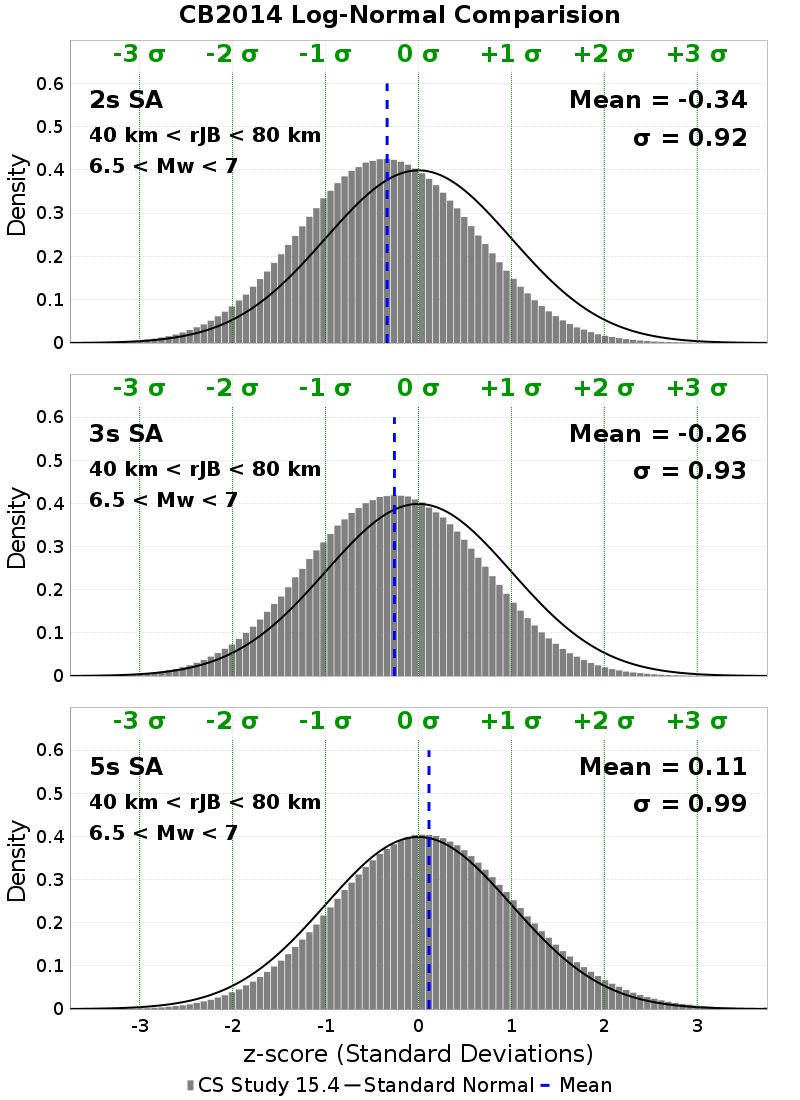 CB2014 Log-Normal Comparision
-3 σ -2 σ -1 σ 0 σ +1 σ +2 σ +3 σ
0.6
2s SA Mean = -0.34
0.5
40 km < rJB < 80 km σ = 0.92
6.5 < Mw < 7
0.4
Density
0.3
0.2
0.1
0
-3 σ -2 σ -1 σ 0 σ +1 σ +2 σ +3 σ
0.6
3s SA Mean = -0.26
0.5
40 km < rJB < 80 km σ = 0.93
6.5 < Mw < 7
0.4
Density
0.3
0.2
0.1
0
-3 σ -2 σ -1 σ 0 σ +1 σ +2 σ +3 σ
0.6
5s SA Mean = 0.11
0.5
40 km < rJB < 80 km σ = 0.99
6.5 < Mw < 7
0.4
Density
0.3
0.2
0.1
0
-3 -2 -1 0 1 2 3
z-score (Standard Deviations)
CS Study 15.4 Standard Normal Mean